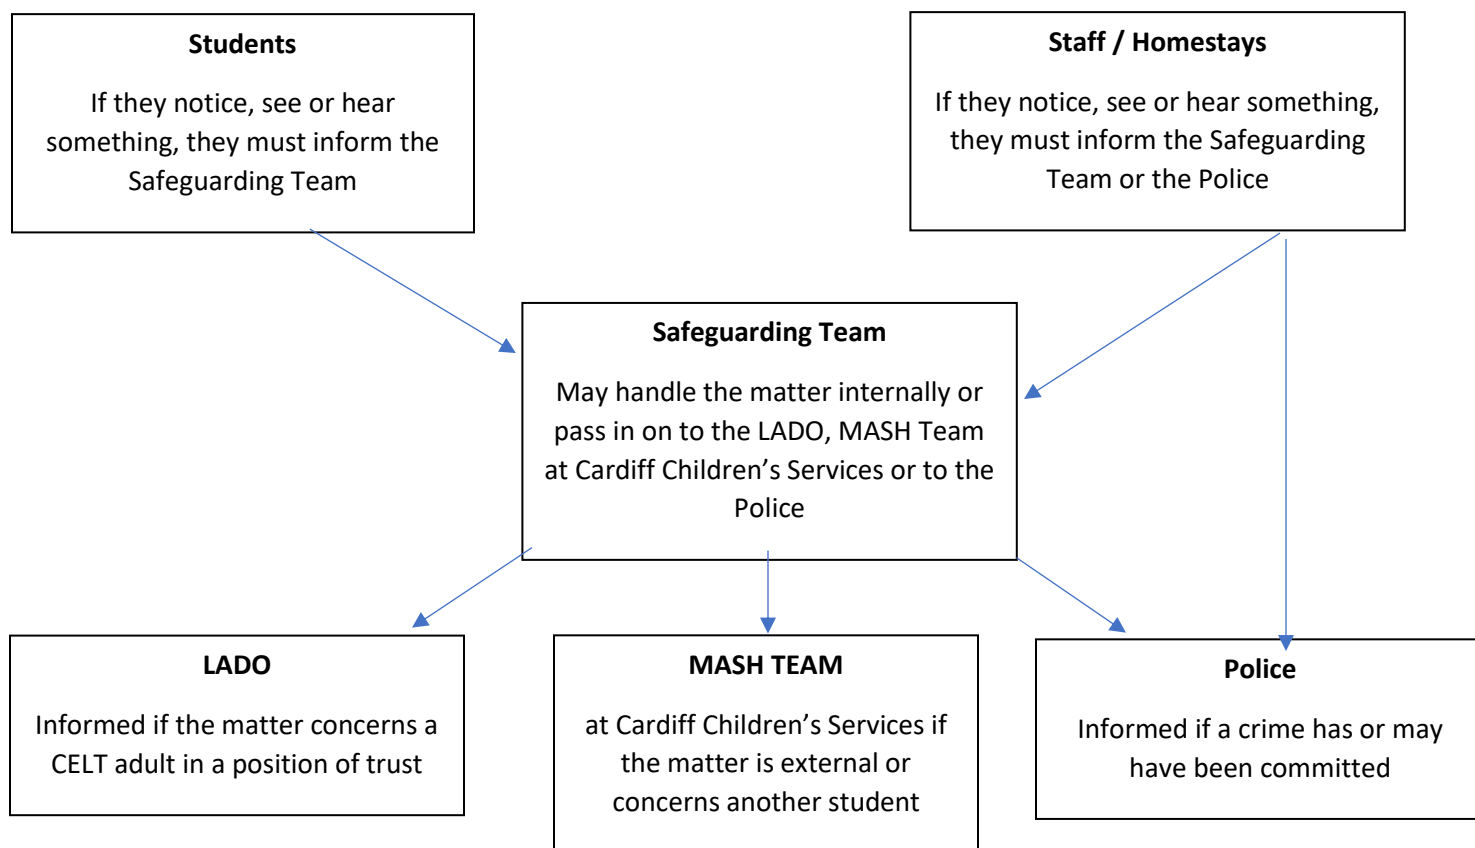 Students
If they notice, see or hear
something, they must inform the
Safeguarding Team
Staff / Homestays
If they notice, see or hear something,
they must inform the Safeguarding
Team or the Police
Safeguarding Team
May handle the matter internally or
pass in on to the LADO, MASH Team
at Cardiff Children’s Services or to the
Police
LADO
Informed if the matter concerns a
CELT adult in a position of trust
MASH TEAM
at Cardiff Children’s Services if
the matter is external or
concerns another student
Police
Informed if a crime has or may
have been committed